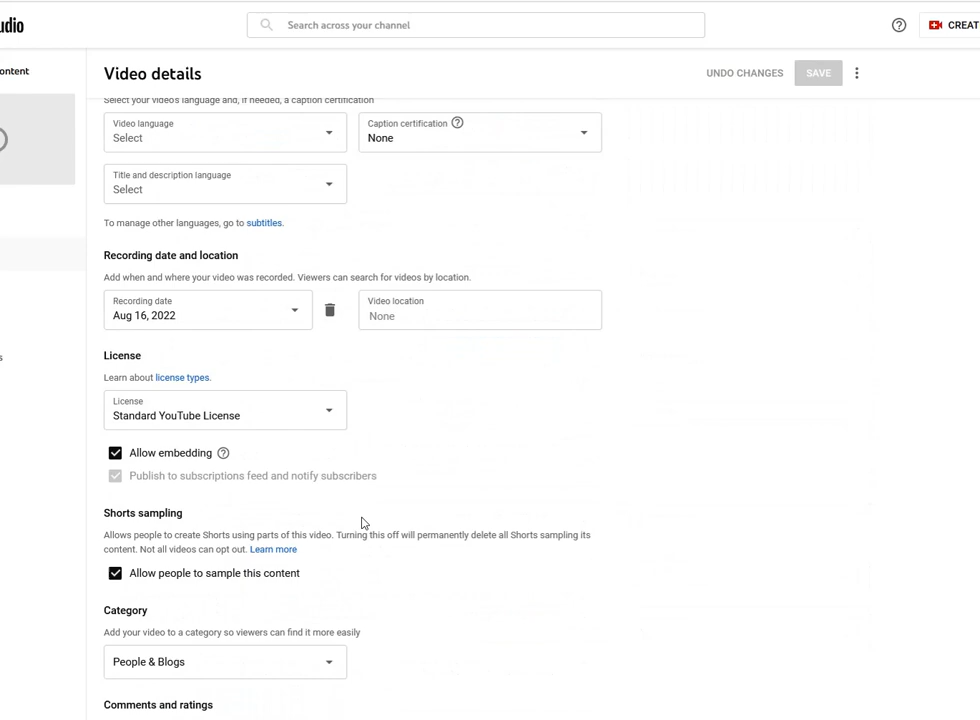 udio
Search across your channel
CREAT
ontent
Video details
UNDO CHANGES
SAVE
Select your video's language and, if needed, a caption certification
Video language
Select
Caption certification
None
Title and description language
Select
To manage other languages, go to subtitles.
Recording date and location
Add when and where your video was recorded. Viewers can search for videos by location.
Recording date
Aug 16, 2022
Video location
None
s
License
Learn about license types.
License
Standard YouTube License
Allow embedding
Publish to subscriptions feed and notify subscribers
Shorts sampling
Allows people to create Shorts using parts of this video. Turning this off will permanently delete all Shorts sampling its
content. Not all videos can opt out. Learn more
Allow people to sample this content
Category
Add your video to a category so viewers can find it more easily
People & Blogs
Comments and ratings